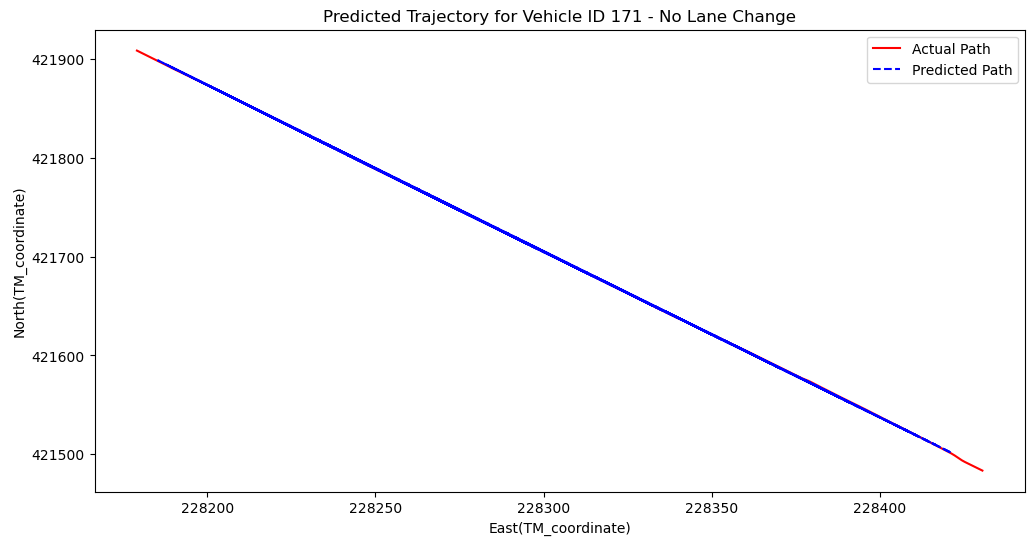 Predicted Trajectory for Vehicle ID 171 - No Lane Change
Actual Path
Predicted Path
North(TM_coordinate)
421900
421800
421700
421600
421500
228200
228250
228300
228350
228400
East(TM_coordinate)